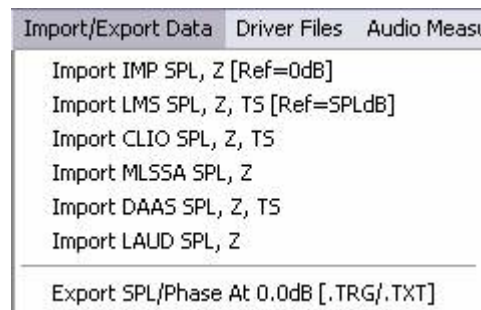 Import/Export Data Driver Files Audio
Import IMP SPL, Z [Ref=0dB]
Import LMS SPL, Z, TS [Ref=SPLdB]
Import CLIO SPL, Z, TS
Import MLSSA SPL, Z
Import DAAS SPL, Z, TS
Import LAUD SPL, Z
Export SPL/Phase At 0.0dB [.TRG/.TXT]